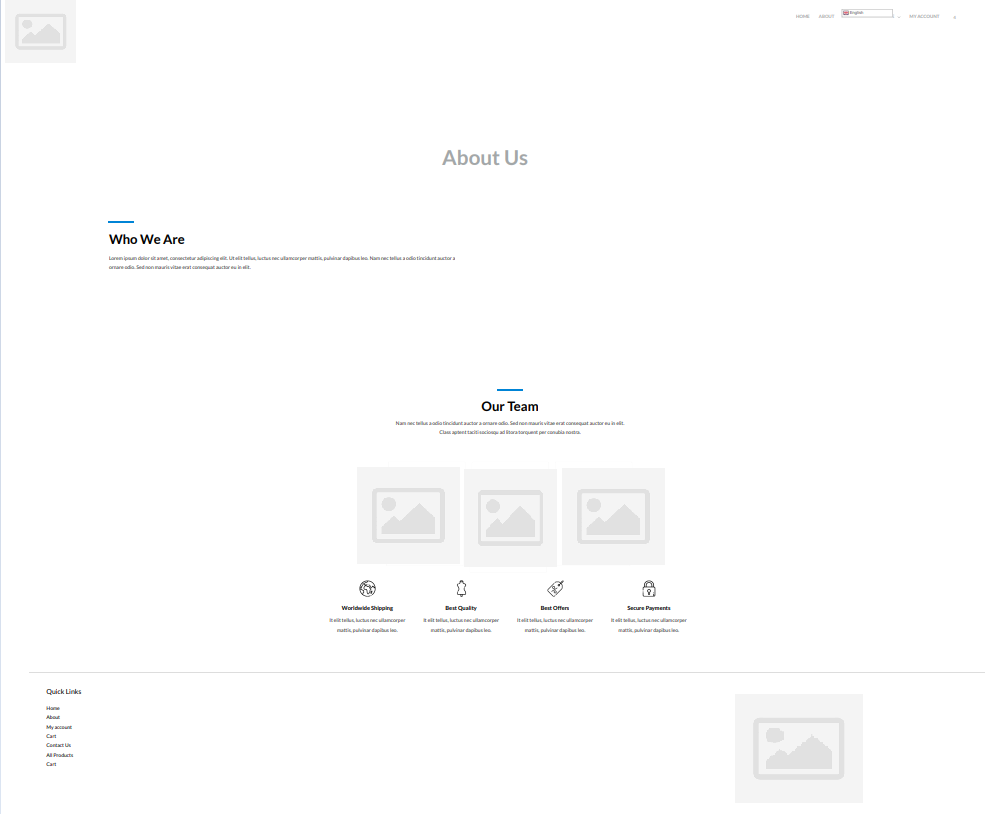 HOME ABOUT English MY ACCOUNT
About Us
Who We Are
Lorem ipsum dolor sit amet, consectetur adipiscing elit. Ut elit tellus, luctus nec ullamcorper mattis, pulvinar dapibus leo. Nam nec tellus a odio tincidunt auctor a
ornare odio. Sed non mauris vitae erat consequat auctor eu in elit.
Our Team
Nam nec tellus a odio tincidunt auctor a ornare odio. Sed non mauris vitae erat consequat auctor eu in elit.
Class aptent taciti sociosqu ad litora torquent per conubia nostra.
Worldwide Shipping
It elit tellus, luctus nec ullamcorper
mattis, pulvinar dapibus leo.
Best Quality
It elit tellus, luctus nec ullamcorper
mattis, pulvinar dapibus leo.
Best Offers
It elit tellus, luctus nec ullamcorper
mattis, pulvinar dapibus leo.
Secure Payments
It elit tellus, luctus nec ullamcorper
mattis, pulvinar dapibus leo.
Quick Links
Home
About
My account
Cart
Contact Us
All Products
Cart